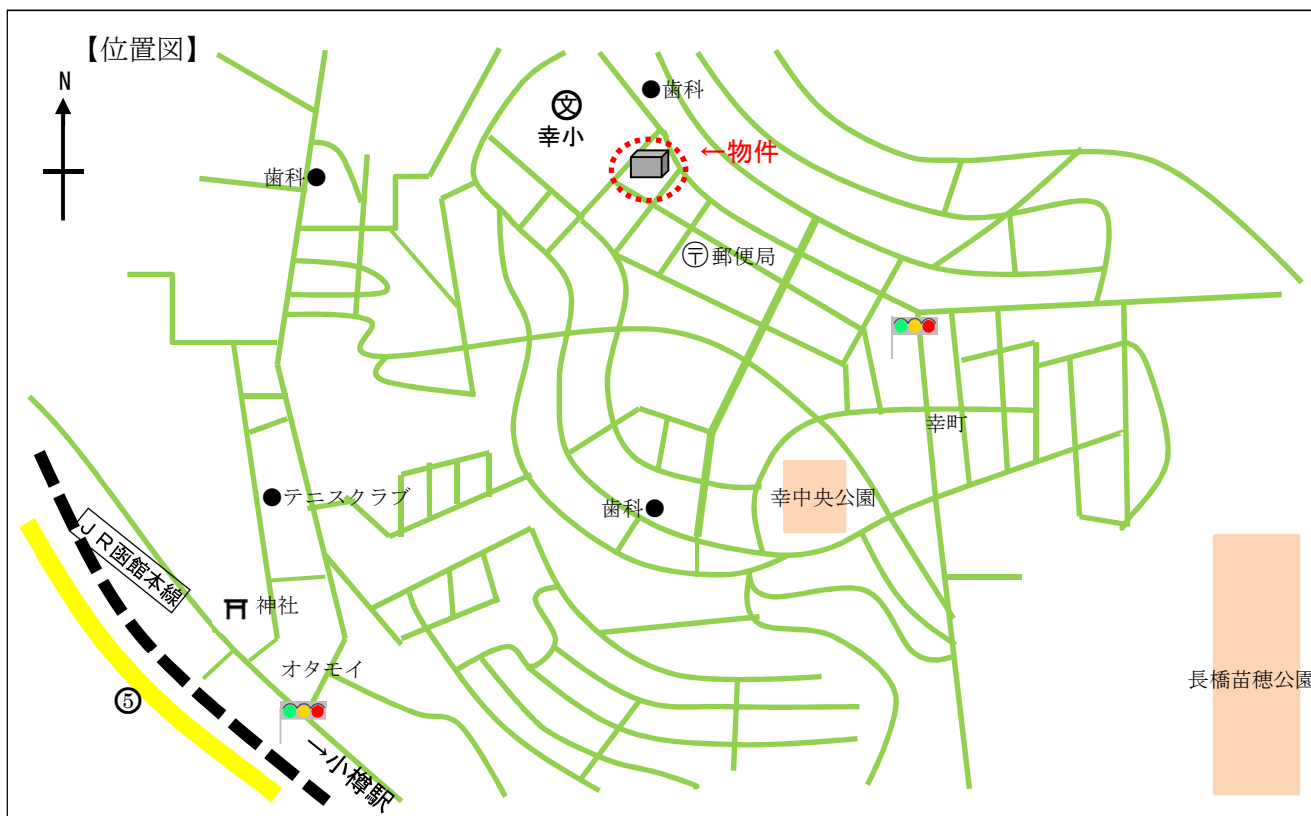 【位置図】
N
歯科
文
幸小
←物件
歯科
〒郵便局
幸町
テニスクラブ
歯科
幸中央公園
JR函館本線
神社
オタモイ
長橋苗穂公園
⑤
→小樽駅